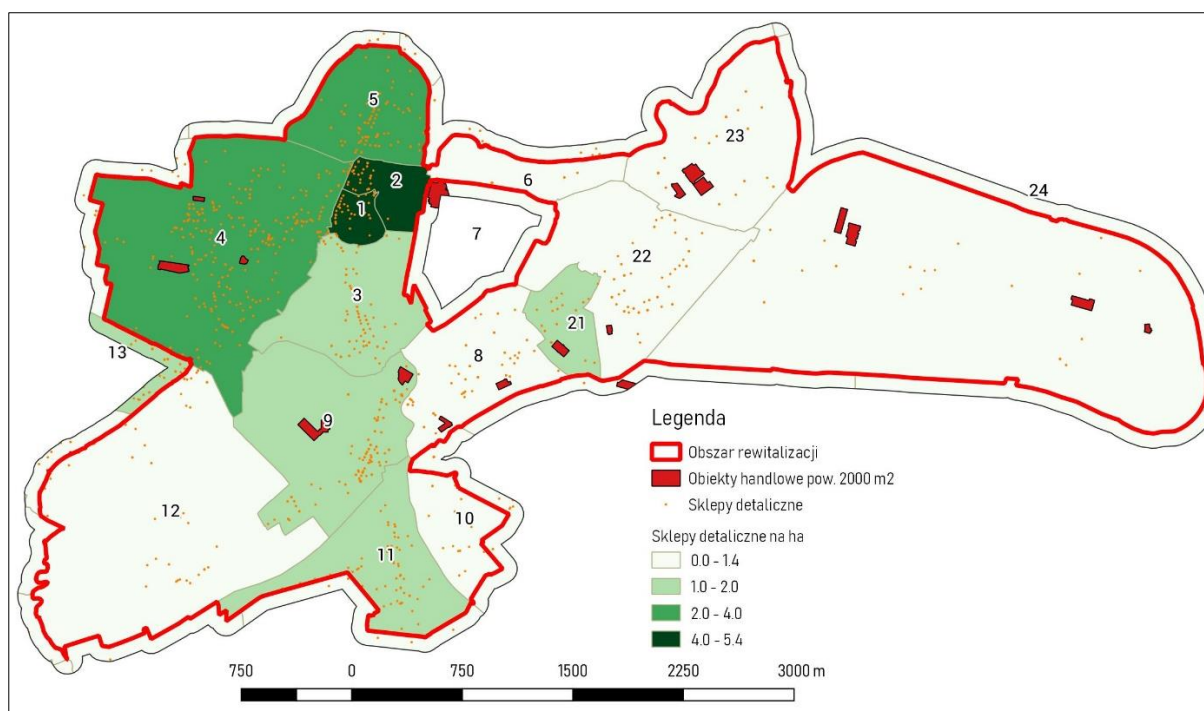 5
23
2
6
24
1
7
4
22
3
21
13
8
9
12
10
11
Legenda
Obszar rewitalizacji
Obiekty handlowe pow. 2000 m2
Sklepy detaliczne
Sklepy detaliczne na ha
0.0 - 1.4
1.0 - 2.0
2.0 - 4.0
4.0 - 5.4
750 0 750 1500 2250 3000 m